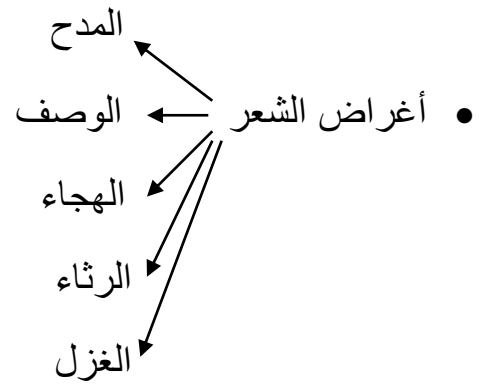 المدح
• أغراض الشعر
الوصف
الهجاء
الرثاء
الغزل